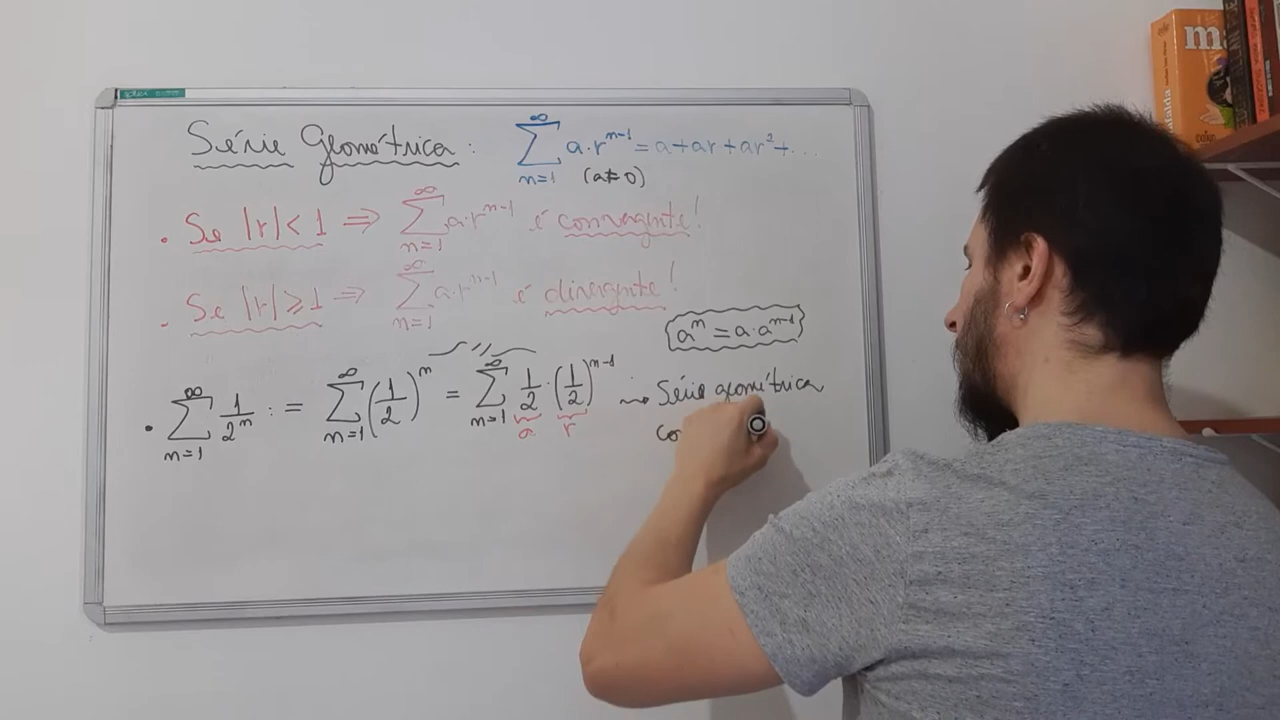 Série Geométrica: ∑_{n=1}^{∞} a·r^{n-1} = a + ar + ar² + ...
(a≠0)
• Se |r| < 1 ⇒ ∑_{n=1}^{∞} a·r^{n-1} é convergente!
• Se |r| ≥ 1 ⇒ ∑_{n=1}^{∞} a·r^{n-1} é divergente!
a^n = a·a^{n-1}
• ∑_{n=1}^{∞} 1/2^n : = ∑_{n=1}^{∞} (1/2)^n = ∑_{n=1}^{∞} 1/2 · (1/2)^{n-1} ⇝ Série geométrica
a r
co